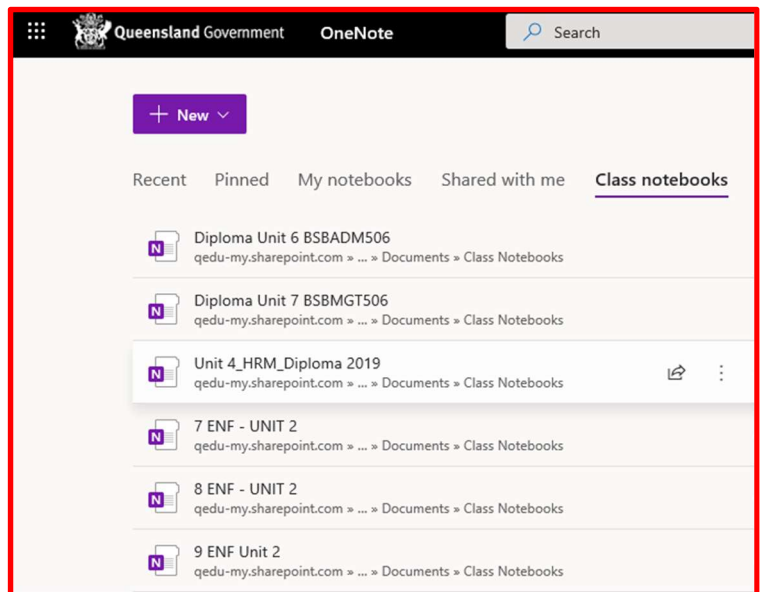 Queensland Government OneNote Search
+ New
Recent Pinned My notebooks Shared with me Class notebooks
Diploma Unit 6 BSBADM506
qedu-my.sharepoint.com » ... » Documents » Class Notebooks
Diploma Unit 7 BSBMGT506
qedu-my.sharepoint.com » ... » Documents » Class Notebooks
Unit 4_HRM_Diploma 2019
qedu-my.sharepoint.com » ... » Documents » Class Notebooks
7 ENF - UNIT 2
qedu-my.sharepoint.com » ... » Documents » Class Notebooks
8 ENF - UNIT 2
qedu-my.sharepoint.com » ... » Documents » Class Notebooks
9 ENF Unit 2
qedu-my.sharepoint.com » ... » Documents » Class Notebooks